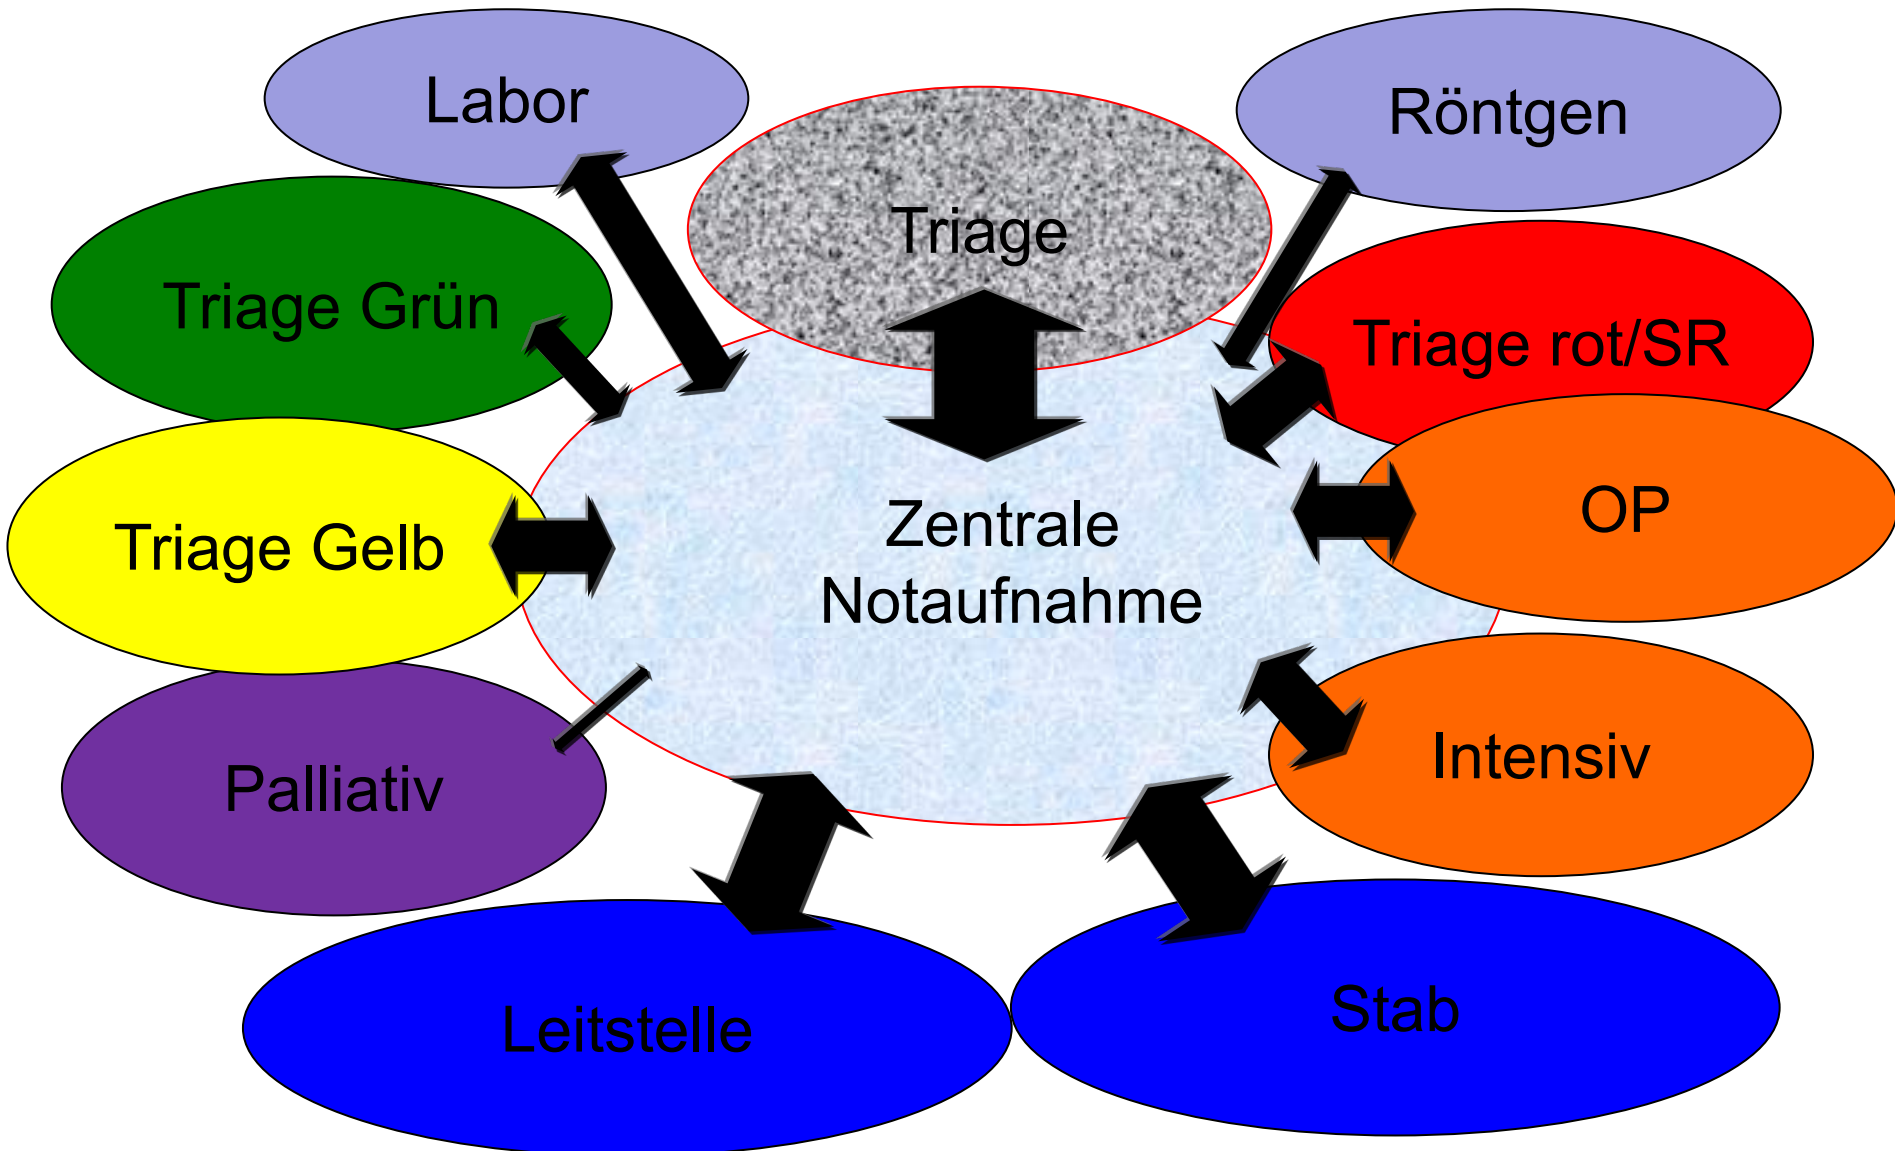 Labor
Röntgen
Triage
Triage Grün
Triage rot/SR
OP
Triage Gelb
Zentrale
Notaufnahme
Intensiv
Palliativ
Stab
Leitstelle